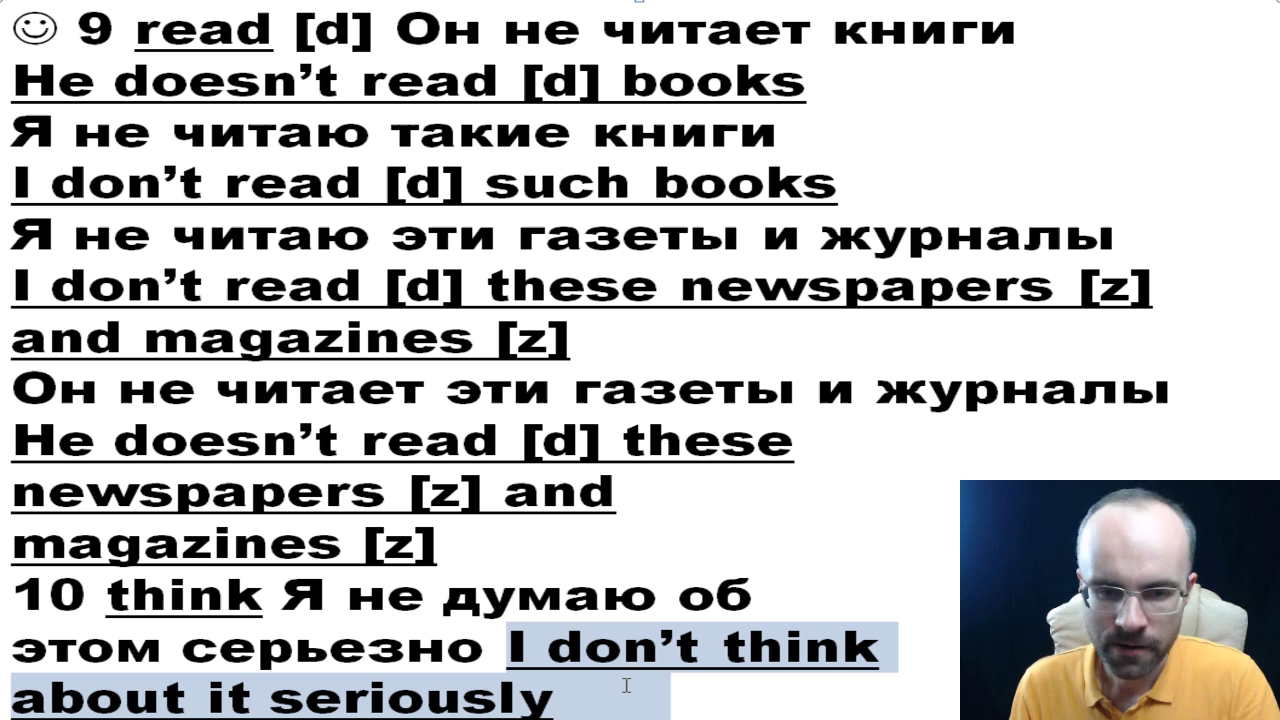 ☺ 9 read [d] Он не читает книги
He doesn’t read [d] books
Я не читаю такие книги
I don’t read [d] such books
Я не читаю эти газеты и журналы
I don’t read [d] these newspapers [z]
and magazines [z]
Он не читает эти газеты и журналы
He doesn’t read [d] these
newspapers [z] and
magazines [z]
10 think Я не думаю об
этом серьезно I don’t think
about it seriously